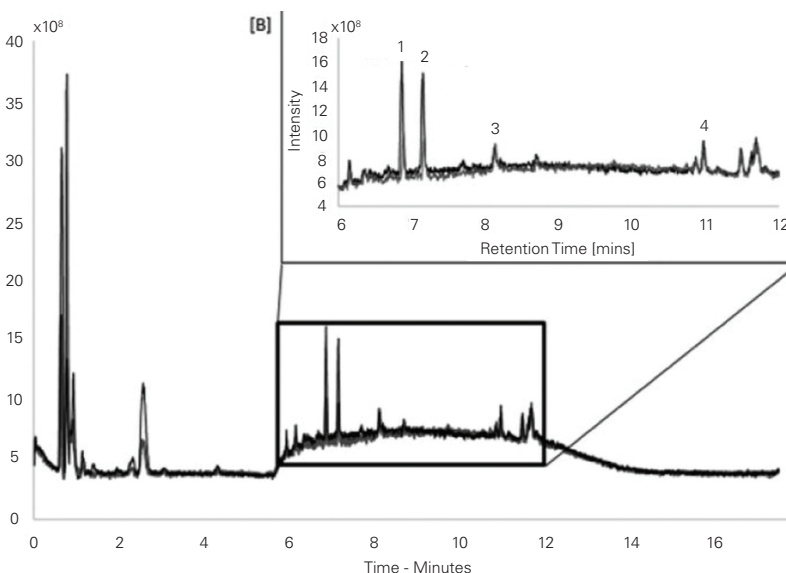 [B]
x10⁸
40
35
30
25
20
15
10
5
0
0 2 4 6 8 10 12 14 16
Time - Minutes
x10⁸
18
16
14
12
10
8
6
4
Intensity
1 2 3 4
6 7 8 9 10 11 12
Retention Time [mins]